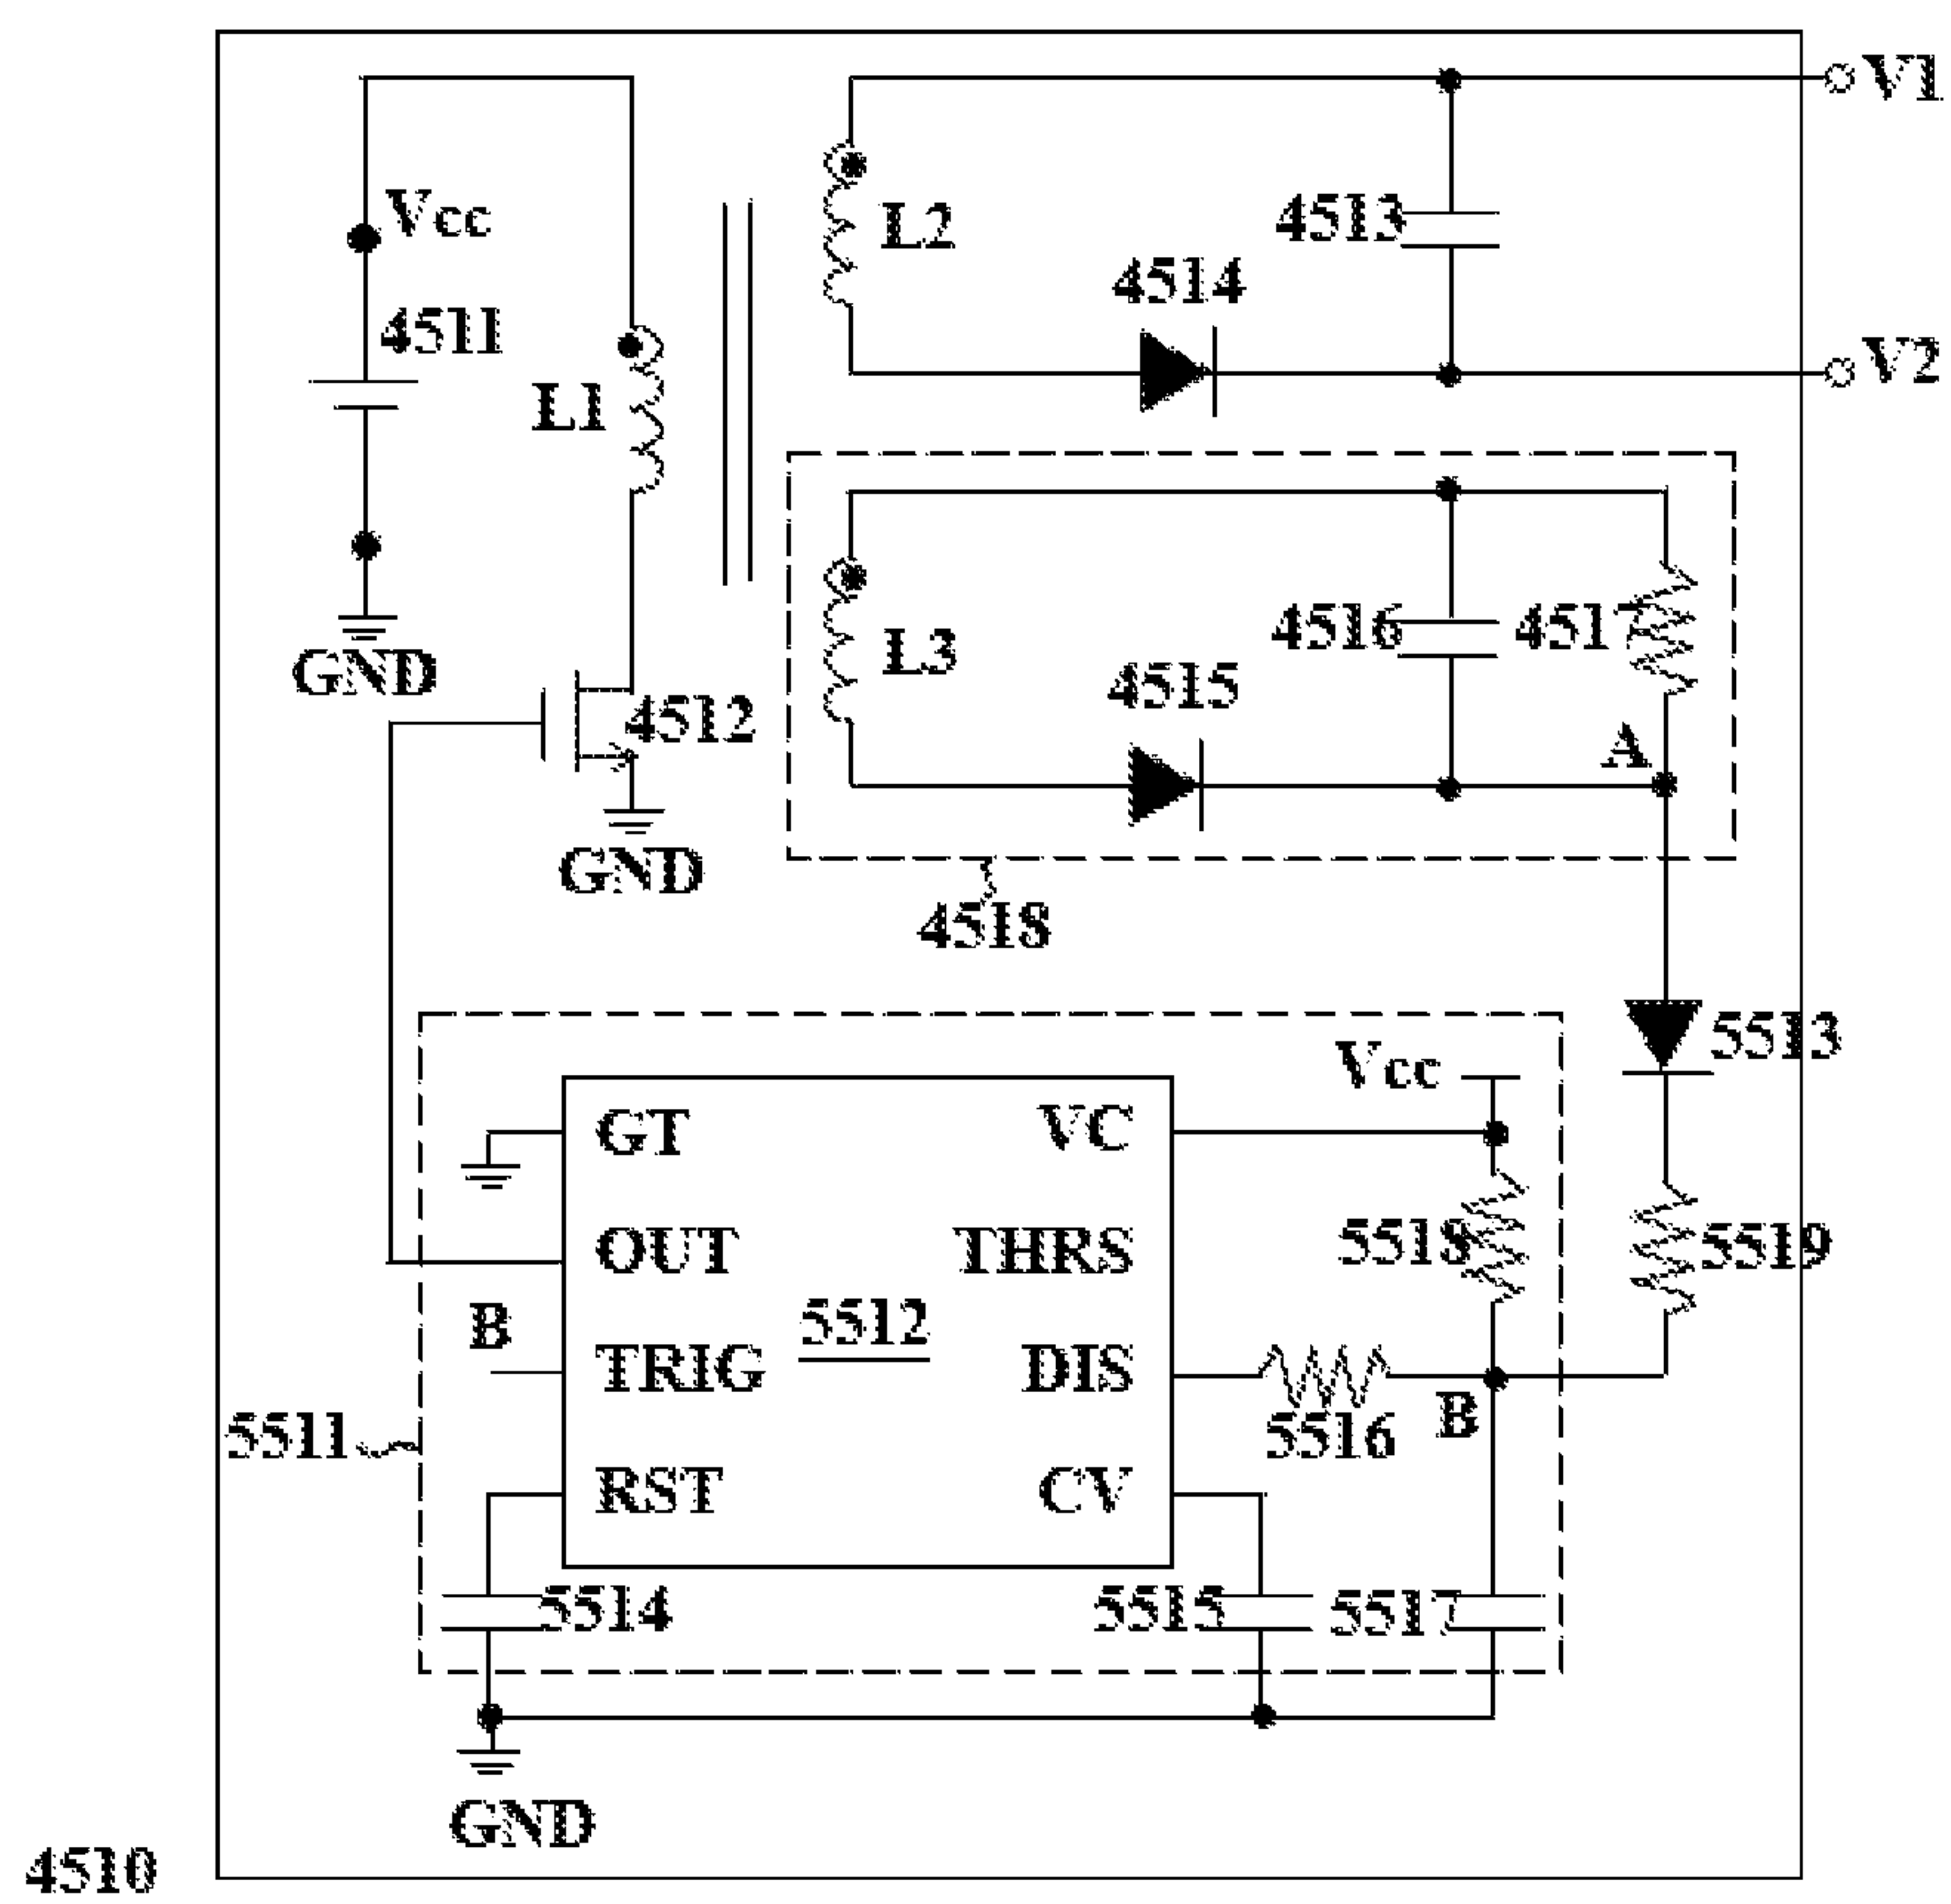 V1
Vcc
L2
4513
4514
4511
V2
L1
4516
4517
L3
4515
GND
4512
A
GND
4518
Vcc
5513
GT
VC
OUT
THRS
5518
5519
B
5512
TRIG
DIS
B
5511
5516
RST
CV
5514
5515
5517
GND
4510